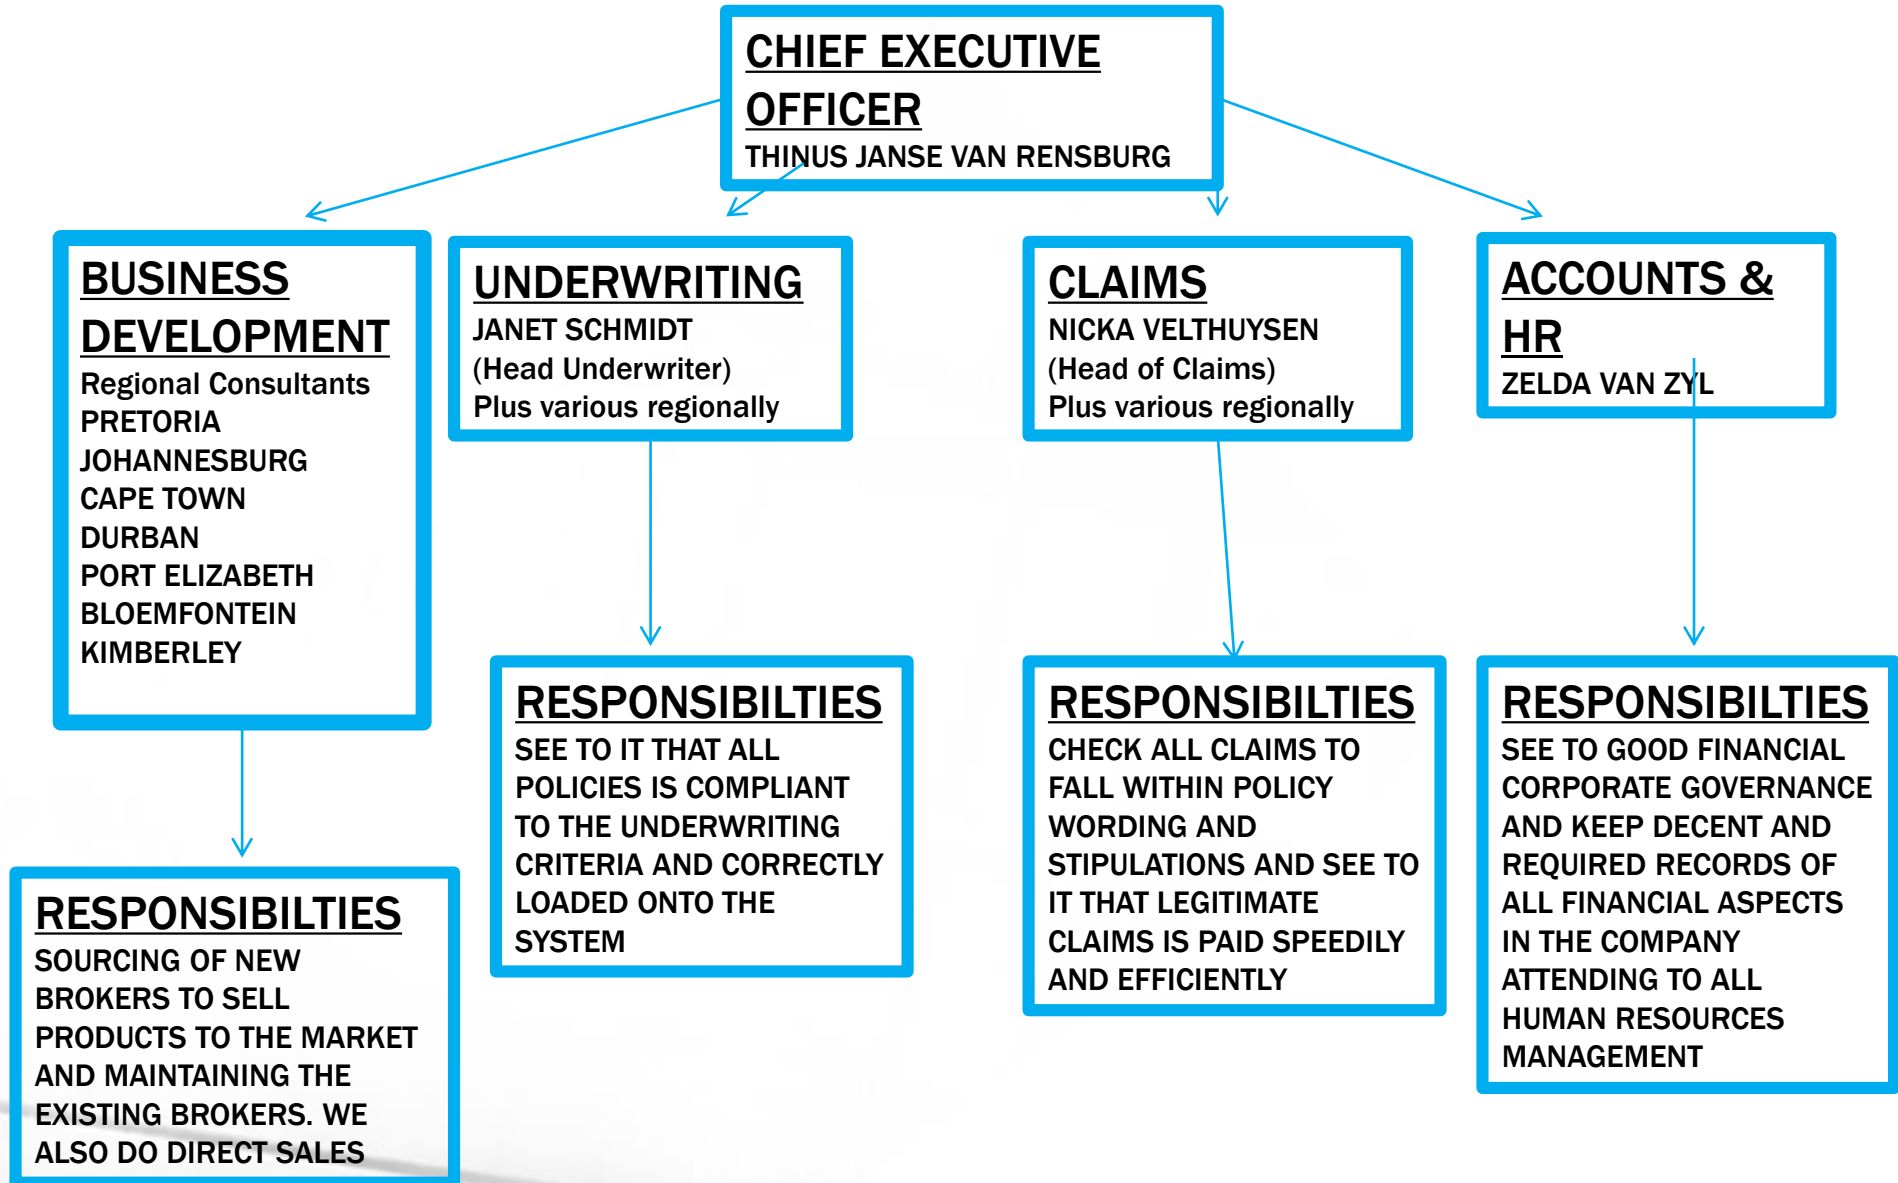 CHIEF EXECUTIVE
OFFICER
THINUS JANSE VAN RENSBURG
BUSINESS
DEVELOPMENT
Regional Consultants
PRETORIA
JOHANNESBURG
CAPE TOWN
DURBAN
PORT ELIZABETH
BLOEMFONTEIN
KIMBERLEY
UNDERWRITING
JANET SCHMIDT
(Head Underwriter)
Plus various regionally
CLAIMS
NICKA VELTHUYSEN
(Head of Claims)
Plus various regionally
ACCOUNTS &
HR
ZELDA VAN ZYL
RESPONSIBILTIES
SOURCING OF NEW
BROKERS TO SELL
PRODUCTS TO THE MARKET
AND MAINTAINING THE
EXISTING BROKERS. WE
ALSO DO DIRECT SALES
RESPONSIBILTIES
SEE TO IT THAT ALL
POLICIES IS COMPLIANT
TO THE UNDERWRITING
CRITERIA AND CORRECTLY
LOADED ONTO THE
SYSTEM
RESPONSIBILTIES
CHECK ALL CLAIMS TO
FALL WITHIN POLICY
WORDING AND
STIPULATIONS AND SEE TO
IT THAT LEGITIMATE
CLAIMS IS PAID SPEEDILY
AND EFFICIENTLY
RESPONSIBILTIES
SEE TO GOOD FINANCIAL
CORPORATE GOVERNANCE
AND KEEP DECENT AND
REQUIRED RECORDS OF
ALL FINANCIAL ASPECTS
IN THE COMPANY
ATTENDING TO ALL
HUMAN RESOURCES
MANAGEMENT